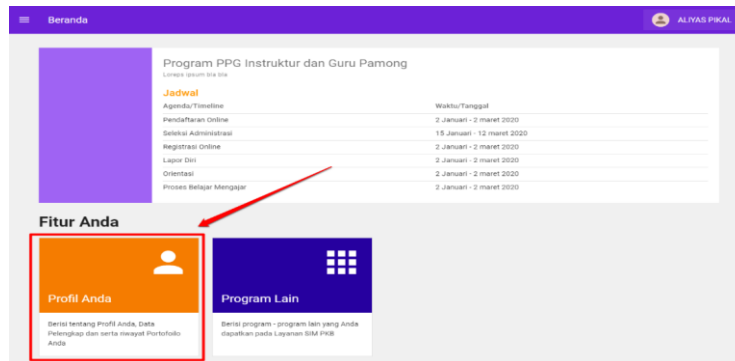 Beranda
ALIYAS PIKAL
Program PPG Instruktur dan Guru Pamong
Lorepe ipsum bla bla
Jadwal
Agenda/Timeline Waktu/Tanggal
Pendaftaran Online 2 Januari - 2 maret 2020
Seleksi Administrasi 15 Januari - 12 maret 2020
Registrasi Online 2 Januari - 2 maret 2020
Lapor Diri 2 Januari - 2 maret 2020
Orientasi 2 Januari - 2 maret 2020
Proses Belajar Mengajar 2 Januari - 2 maret 2020
Fitur Anda
Profil Anda
Berisi tentang Profil Anda, Data
Pelengkap dan serta riwayat Portofoilo
Anda
Program Lain
Berisi program - program lain yang Anda
dapatkan pada Layanan SIM PKB